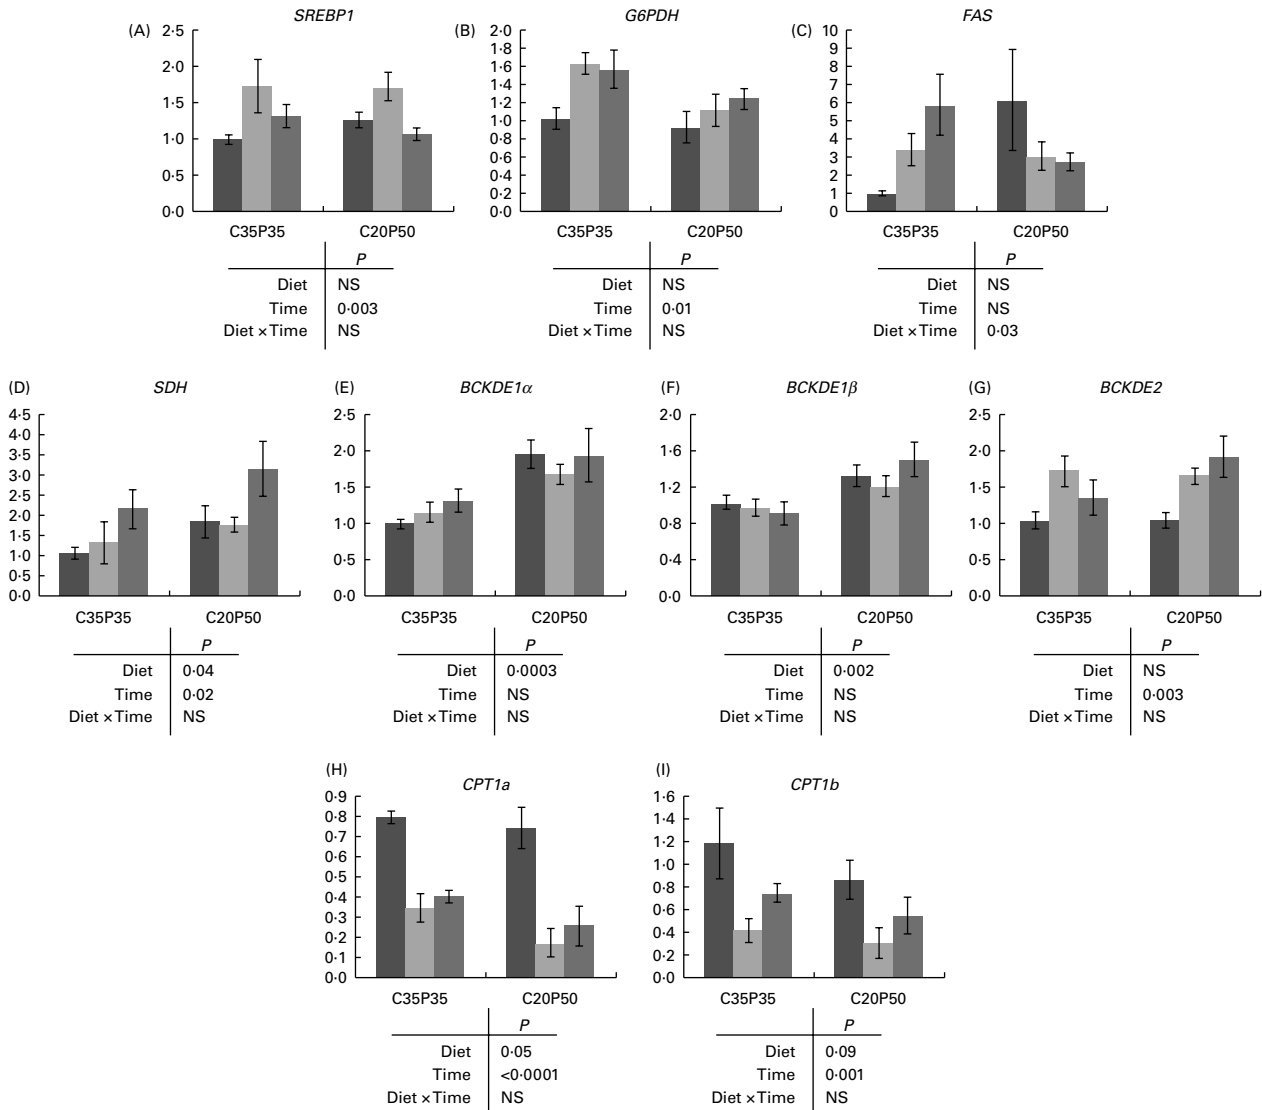 (A) SREBP1
2·5
2·0
1·5
1·0
0·5
0·0
C35P35 C20P50
P
Diet NS
Time 0·003
Diet × Time NS
(B) G6PDH
2·0
1·8
1·6
1·4
1·2
1·0
0·8
0·6
0·4
0·2
0·0
C35P35 C20P50
P
Diet NS
Time 0·01
Diet × Time NS
(C) FAS
10
9
8
7
6
5
4
3
2
1
0
C35P35 C20P50
P
Diet NS
Time NS
Diet × Time 0·03
(D) SDH
4·5
4·0
3·5
3·0
2·5
2·0
1·5
1·0
0·5
0·0
C35P35 C20P50
P
Diet 0·04
Time 0·02
Diet × Time NS
(E) BCKDE1α
2·5
2·0
1·5
1·0
0·5
0·0
C35P35 C20P50
P
Diet 0·0003
Time NS
Diet × Time NS
(F) BCKDE1β
2·0
1·6
1·2
0·8
0·4
0·0
C35P35 C20P50
P
Diet 0·002
Time NS
Diet × Time NS
(G) BCKDE2
2·5
2·0
1·5
1·0
0·5
0·0
C35P35 C20P50
P
Diet NS
Time 0·003
Diet × Time NS
(H) CPT1a
0·9
0·8
0·7
0·6
0·5
0·4
0·3
0·2
0·1
0·0
C35P35 C20P50
P
Diet 0·05
Time <0·0001
Diet × Time NS
(I) CPT1b
1·6
1·4
1·2
1·0
0·8
0·6
0·4
0·2
0·0
C35P35 C20P50
P
Diet 0·09
Time 0·001
Diet × Time NS